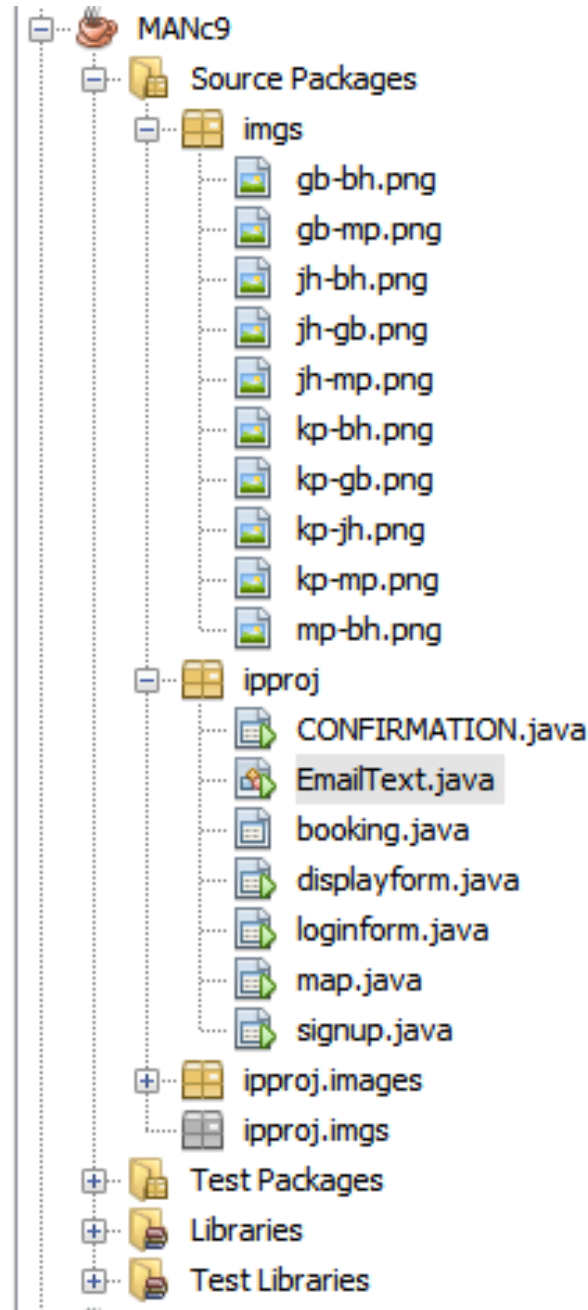 MANc9
Source Packages
imgs
gb-bh.png
gb-mp.png
jh-bh.png
jh-gb.png
jh-mp.png
kp-bh.png
kp-gb.png
kp-jh.png
kp-mp.png
mp-bh.png
ipproj
CONFIRMATION.java
EmailText.java
booking.java
displayform.java
loginform.java
map.java
signup.java
ipproj.images
ipproj.imgs
Test Packages
Libraries
Test Libraries